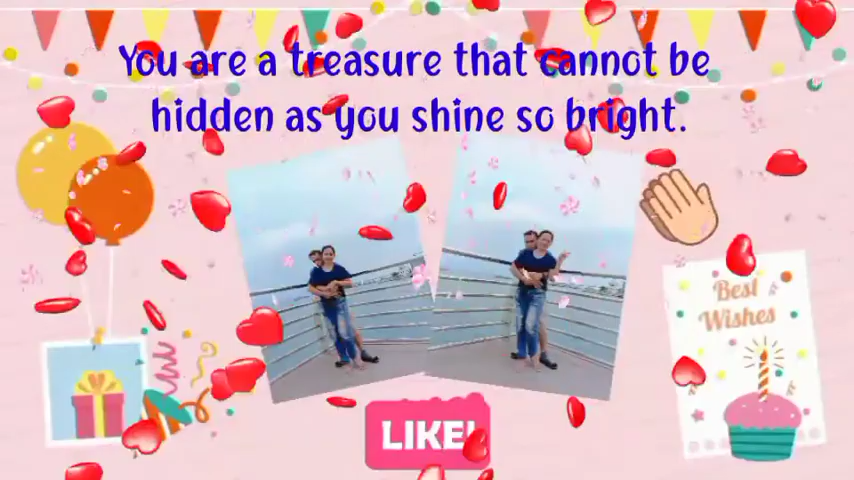 You are a treasure that cannot be
hidden as you shine so bright.
Best
Wishes
LIKE!